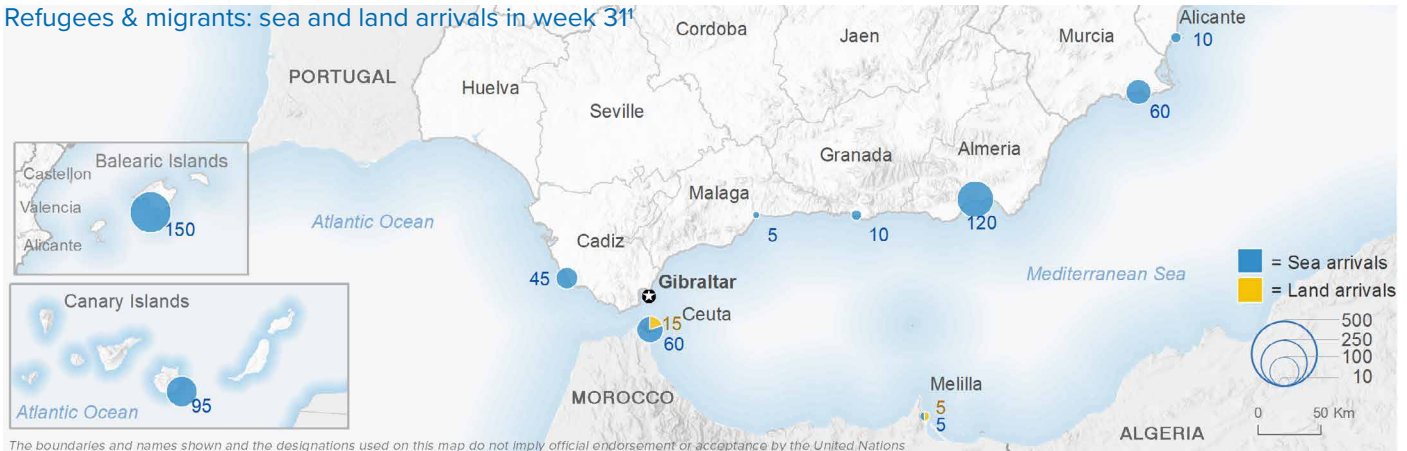 Refugees & migrants: sea and land arrivals in week 31¹
Alicante
10
Cordoba
Jaen
Murcia
PORTUGAL
Huelva
Seville
60
Balearic Islands
Castellon
Valencia
Alicante
150
Granada
Almeria
Malaga
Atlantic Ocean
5
10
120
Cadiz
45
Gibraltar
Mediterranean Sea
= Sea arrivals
= Land arrivals
Canary Islands
15
Ceuta
60
500
250
100
10
Melilla
5
5
MOROCCO
95
Atlantic Ocean
0 50 Km
ALGERIA
The boundaries and names shown and the designations used on this map do not imply official endorsement or acceptance by the United Nations